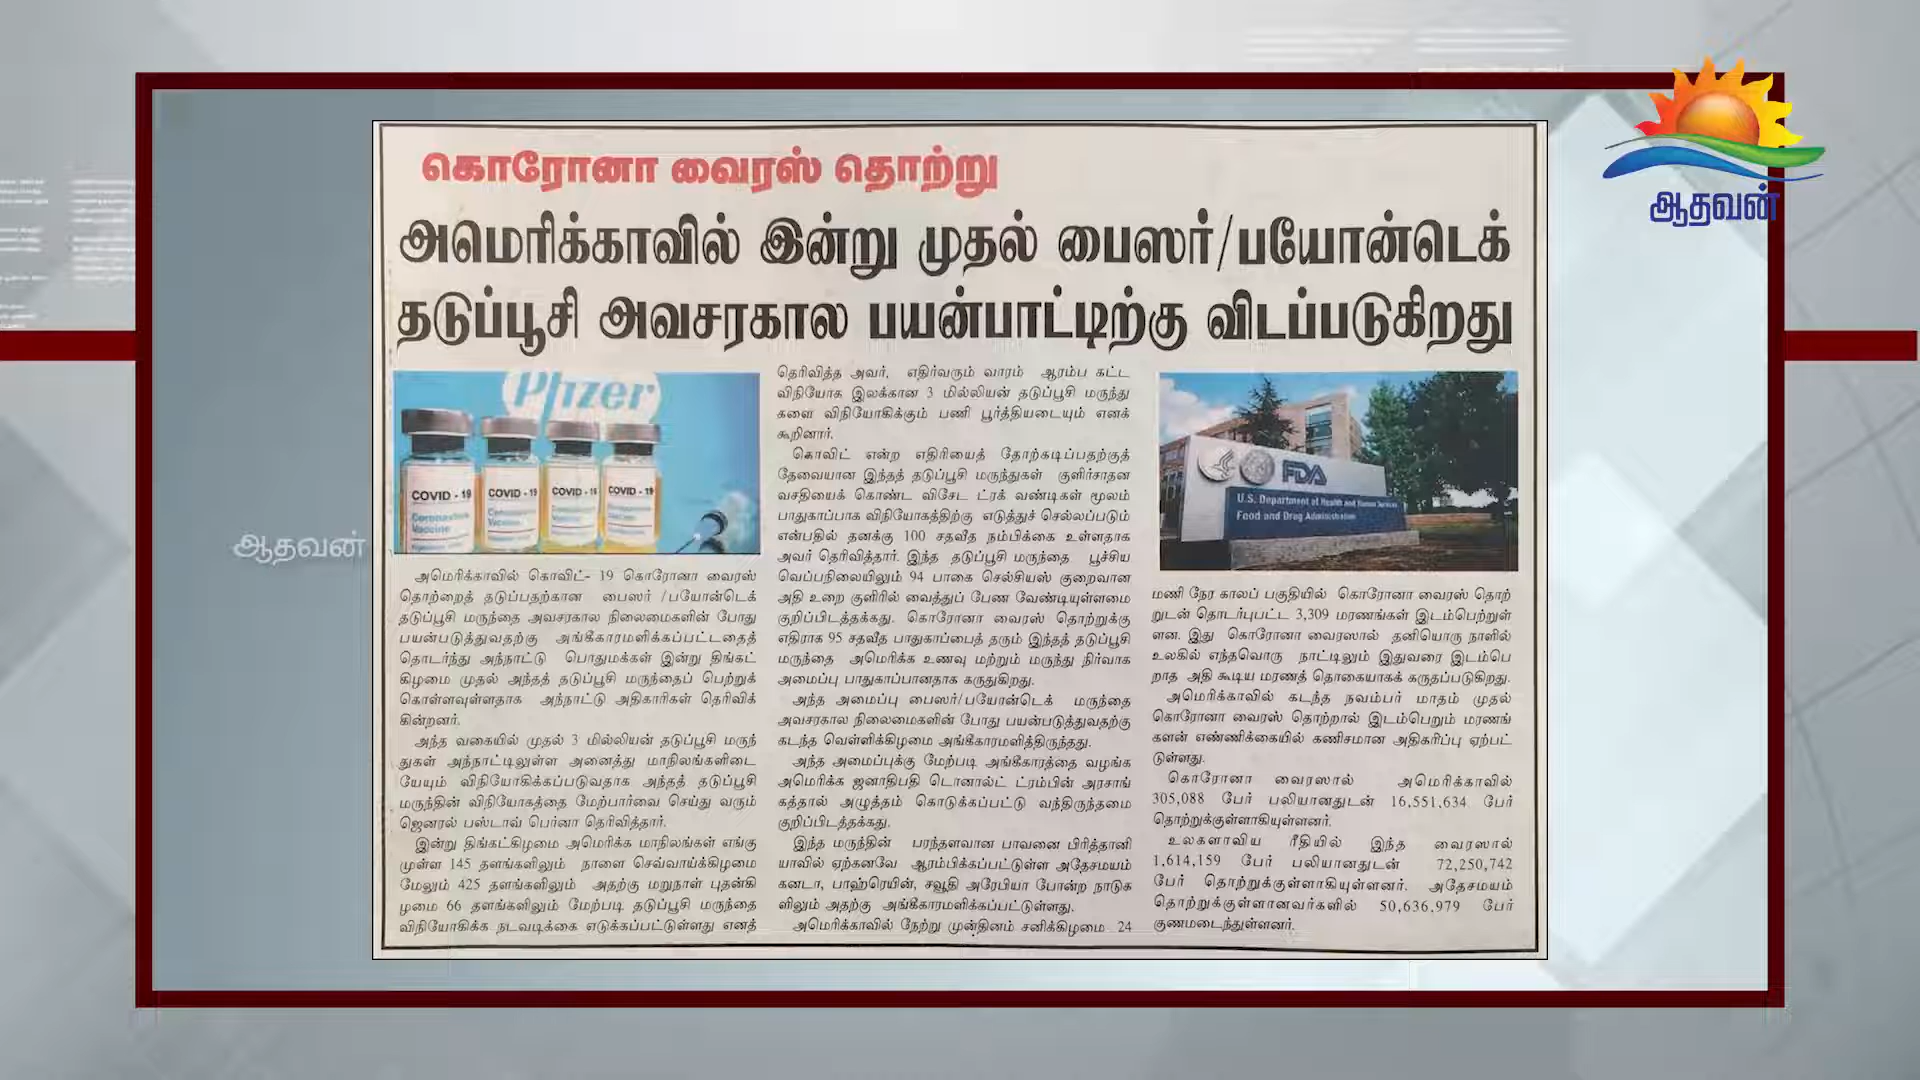 ஆதவன்
கொரோனா வைரஸ் தொற்று
அமெரிக்காவில் இன்று முதல் பைஸர்/பயோன்டெக்
தடுப்பூசி அவசரகால பயன்பாட்டிற்கு விடப்படுகிறது
Pfizer
COVID - 19
Coronavirus
Vaccine
COVID - 19
COVID - 19
COVID - 19
ஆதவன்
அமெரிக்காவில் கொவிட்- 19 கொரோனா வைரஸ்
தொற்றைத் தடுப்பதற்கான பைஸர் /பயோன்டெக்
தடுப்பூசி மருந்தை அவசரகால நிலைமைகளின் போது
பயன்படுத்துவதற்கு அங்கீகாரமளிக்கப்பட்டதைத்
தொடர்ந்து அந்நாட்டு பொதுமக்கள் இன்று திங்கட்
கிழமை முதல் அந்தத் தடுப்பூசி மருந்தைப் பெற்றுக்
கொள்ளவுள்ளதாக அந்நாட்டு அதிகாரிகள் தெரிவிக்
கின்றனர்.
அந்த வகையில் முதல் 3 மில்லியன் தடுப்பூசி மருந்
துகள் அந்நாட்டிலுள்ள அனைத்து மாநிலங்களிடை
யேயும் விநியோகிக்கப்படுவதாக அந்தத் தடுப்பூசி
மருந்தின் விநியோகத்தை மேற்பார்வை செய்து வரும்
ஜெனரல் பஸ்டாவ் பெர்னா தெரிவித்தார்.
இன்று திங்கட்கிழமை அமெரிக்க மாநிலங்கள் எங்கு
முள்ள 145 தளங்களிலும் நாளை செவ்வாய்க்கிழமை
மேலும் 425 தளங்களிலும் அதற்கு மறுநாள் புதன்கி
ழமை 66 தளங்களிலும் மேற்படி தடுப்பூசி மருந்தை
விநியோகிக்க நடவடிக்கை எடுக்கப்பட்டுள்ளது எனத்
தெரிவித்த அவர், எதிர்வரும் வாரம் ஆரம்ப கட்ட
விநியோக இலக்கான 3 மில்லியன் தடுப்பூசி மருந்து
களை விநியோகிக்கும் பணி பூர்த்தியடையும் எனக்
கூறினார்.
கொவிட் என்ற எதிரியைத் தோற்கடிப்பதற்குத்
தேவையான இந்தத் தடுப்பூசி மருந்துகள் குளிர்சாதன
வசதியைக் கொண்ட விசேட ட்ரக் வண்டிகள் மூலம்
பாதுகாப்பாக விநியோகத்திற்கு எடுத்துச் செல்லப்படும்
என்பதில் தனக்கு 100 சதவீத நம்பிக்கை உள்ளதாக
அவர் தெரிவித்தார். இந்த தடுப்பூசி மருந்தை பூச்சிய
வெப்பநிலையிலும் 94 பாகை செல்சியஸ் குறைவான
அதி உறை குளிரில் வைத்துப் பேண வேண்டியுள்ளமை
குறிப்பிடத்தக்கது. கொரோனா வைரஸ் தொற்றுக்கு
எதிராக 95 சதவீத பாதுகாப்பைத் தரும் இந்தத் தடுப்பூசி
மருந்தை அமெரிக்க உணவு மற்றும் மருந்து நிர்வாக
அமைப்பு பாதுகாப்பானதாக கருதுகிறது.
அந்த அமைப்பு பைஸர்/பயோன்டெக் மருந்தை
அவசரகால நிலைமைகளின் போது பயன்படுத்துவதற்கு
கடந்த வெள்ளிக்கிழமை அங்கீகாரமளித்திருந்தது.
அந்த அமைப்புக்கு மேற்படி அங்கீகாரத்தை வழங்க
அமெரிக்க ஜனாதிபதி டொனால்ட் ட்ரம்பின் அரசாங்
கத்தால் அழுத்தம் கொடுக்கப்பட்டு வந்திருந்தமை
குறிப்பிடத்தக்கது.
இந்த மருந்தின் பரந்தளவான பாவனை பிரித்தானி
யாவில் ஏற்கனவே ஆரம்பிக்கப்பட்டுள்ள அதேசமயம்
கனடா, பாஹ்ரெயின், சவூதி அரேபியா போன்ற நாடுக
ளிலும் அதற்கு அங்கீகாரமளிக்கப்பட்டுள்ளது.
அமெரிக்காவில் நேற்று முன்தினம் சனிக்கிழமை 24
FDA
U.S. Department of Health and Human Services
Food and Drug Administration
மணி நேர காலப் பகுதியில் கொரோனா வைரஸ் தொற்
றுடன் தொடர்புபட்ட 3,309 மரணங்கள் இடம்பெற்றுள்
ளன. இது கொரோனா வைரஸால் தனியொரு நாளில்
உலகில் எந்தவொரு நாட்டிலும் இதுவரை இடம்பெ
றாத அதி கூடிய மரணத் தொகையாகக் கருதப்படுகிறது.
அமெரிக்காவில் கடந்த நவம்பர் மாதம் முதல்
கொரோனா வைரஸ் தொற்றால் இடம்பெறும் மரணங்
களன் எண்ணிக்கையில் கணிசமான அதிகரிப்பு ஏற்பட்
டுள்ளது.
கொரோனா வைரஸால் அமெரிக்காவில்
305,088 பேர் பலியானதுடன் 16,551,634 பேர்
தொற்றுக்குள்ளாகியுள்ளனர்.
உலகளாவிய ரீதியில் இந்த வைரஸால்
1,614,159 பேர் பலியானதுடன் 72,250,742
பேர் தொற்றுக்குள்ளாகியுள்ளனர். அதேசமயம்
தொற்றுக்குள்ளானவர்களில் 50,636,979 பேர்
குணமடைந்துள்ளனர்.